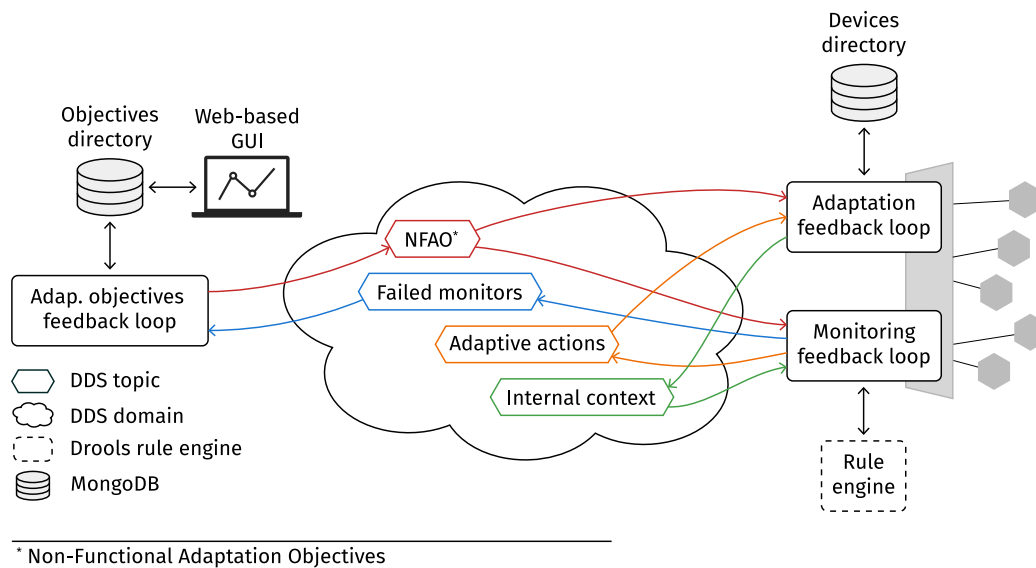 Devices
directory
Objectives
directory
Web-based
GUI
NFAO*
Adaptation
feedback loop
Failed monitors
Adap. objectives
feedback loop
Adaptive actions
Monitoring
feedback loop
Internal context
DDS topic
DDS domain
Drools rule engine
MongoDB
Rule
engine
* Non-Functional Adaptation Objectives